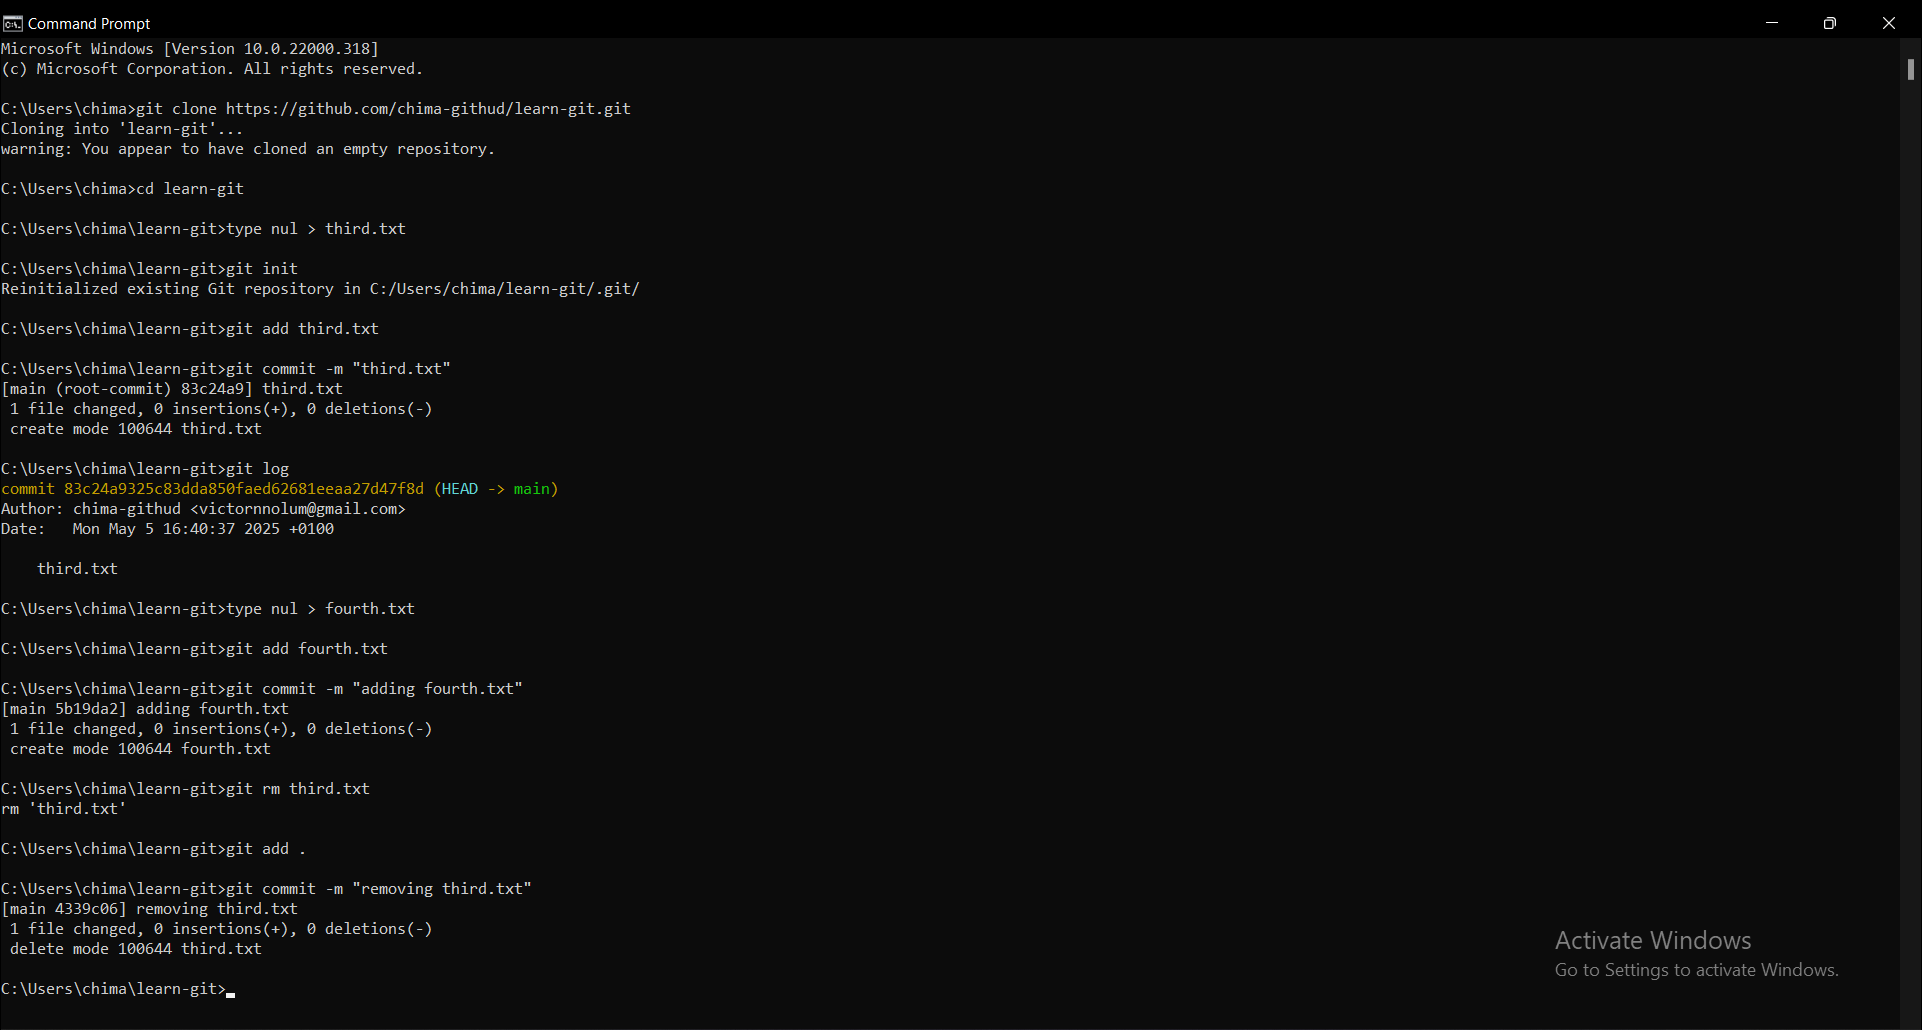 Command Prompt
Microsoft Windows [Version 10.0.22000.318]
(c) Microsoft Corporation. All rights reserved.
C:\Users\chima>git clone https://github.com/chima-githud/learn-git.git
Cloning into 'learn-git'...
warning: You appear to have cloned an empty repository.
C:\Users\chima>cd learn-git
C:\Users\chima\learn-git>type nul > third.txt
C:\Users\chima\learn-git>git init
Reinitialized existing Git repository in C:/Users/chima/learn-git/.git/
C:\Users\chima\learn-git>git add third.txt
C:\Users\chima\learn-git>git commit -m "third.txt"
[main (root-commit) 83c24a9] third.txt
 1 file changed, 0 insertions(+), 0 deletions(-)
 create mode 100644 third.txt
C:\Users\chima\learn-git>git log
commit 83c24a9325c83dda850faed62681eeaa27d47f8d (HEAD -> main)
Author: chima-githud <victornnolum@gmail.com>
Date:   Mon May 5 16:40:37 2025 +0100
    third.txt
C:\Users\chima\learn-git>type nul > fourth.txt
C:\Users\chima\learn-git>git add fourth.txt
C:\Users\chima\learn-git>git commit -m "adding fourth.txt"
[main 5b19da2] adding fourth.txt
 1 file changed, 0 insertions(+), 0 deletions(-)
 create mode 100644 fourth.txt
C:\Users\chima\learn-git>git rm third.txt
rm 'third.txt'
C:\Users\chima\learn-git>git add .
C:\Users\chima\learn-git>git commit -m "removing third.txt"
[main 4339c06] removing third.txt
 1 file changed, 0 insertions(+), 0 deletions(-)
 delete mode 100644 third.txt
C:\Users\chima\learn-git>
Activate Windows
Go to Settings to activate Windows.